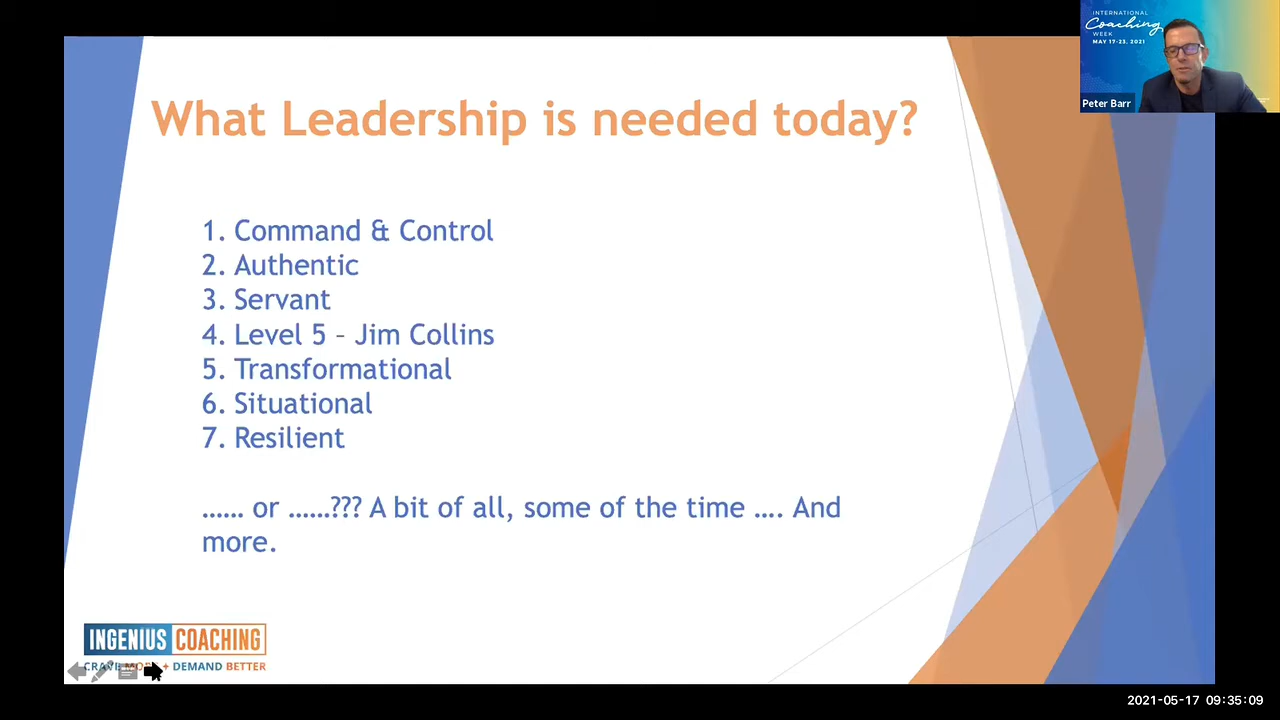 INTERNATIONAL
Coaching
WEEK
MAY 17-23, 2021
Peter Barr
What Leadership is needed today?
1. Command & Control
2. Authentic
3. Servant
4. Level 5 – Jim Collins
5. Transformational
6. Situational
7. Resilient
…… or ……??? A bit of all, some of the time …. And
more.
INGENIUS COACHING
CRAVE MORE + DEMAND BETTER
2021-05-17 09:35:09